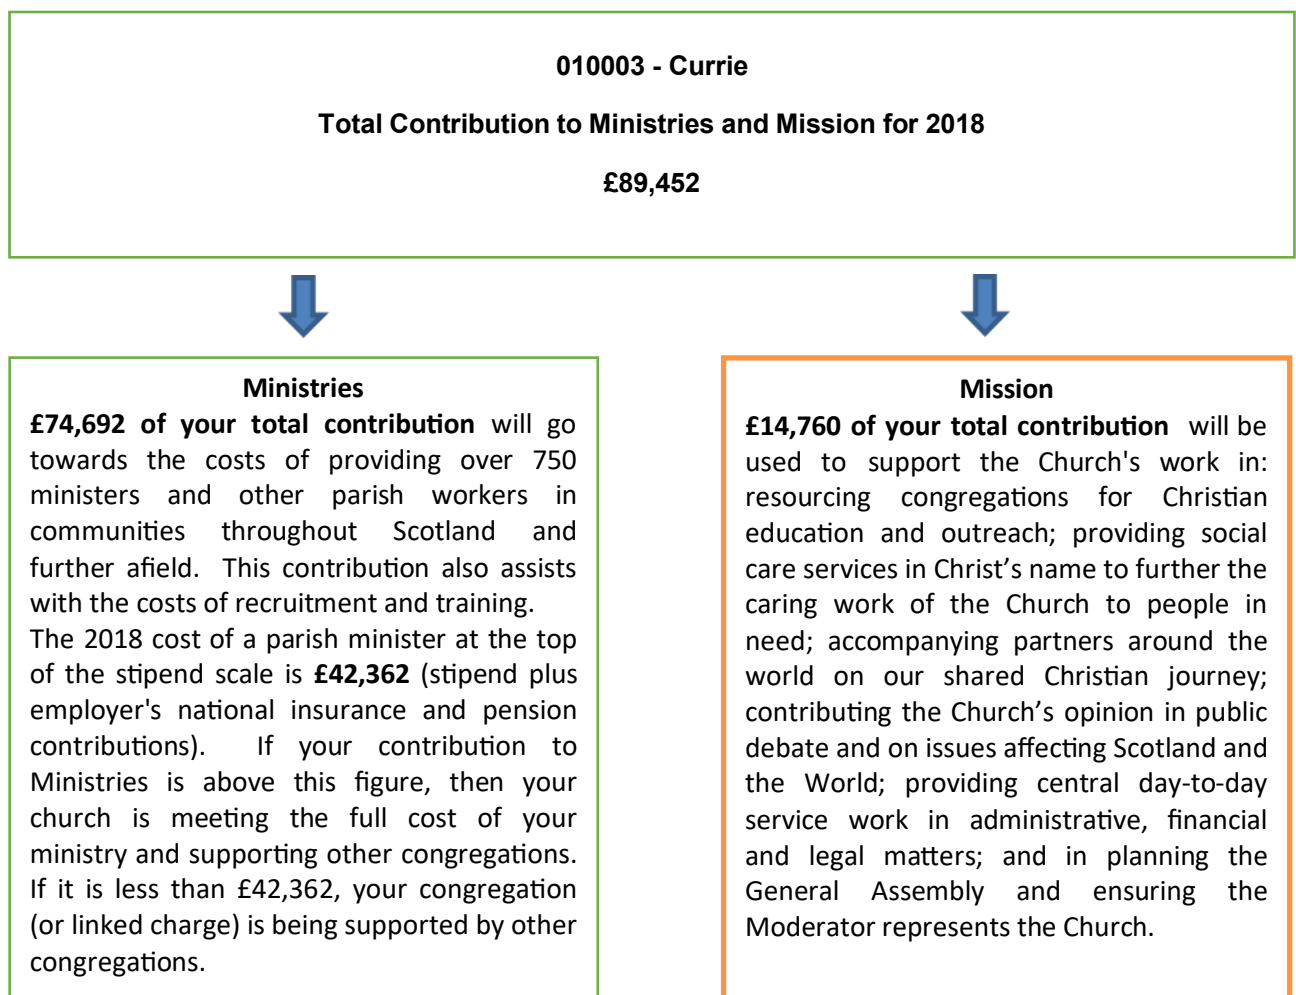 010003 - Currie
Total Contribution to Ministries and Mission for 2018
£89,452
Ministries
£74,692 of your total contribution will go
towards the costs of providing over 750
ministers and other parish workers in
communities throughout Scotland and
further afield. This contribution also assists
with the costs of recruitment and training.
The 2018 cost of a parish minister at the top
of the stipend scale is £42,362 (stipend plus
employer's national insurance and pension
contributions). If your contribution to
Ministries is above this figure, then your
church is meeting the full cost of your
ministry and supporting other congregations.
If it is less than £42,362, your congregation
(or linked charge) is being supported by other
congregations.
Mission
£14,760 of your total contribution will be
used to support the Church's work in:
resourcing congregations for Christian
education and outreach; providing social
care services in Christ’s name to further the
caring work of the Church to people in
need; accompanying partners around the
world on our shared Christian journey;
contributing the Church’s opinion in public
debate and on issues affecting Scotland and
the World; providing central day-to-day
service work in administrative, financial
and legal matters; and in planning the
General Assembly and ensuring the
Moderator represents the Church.